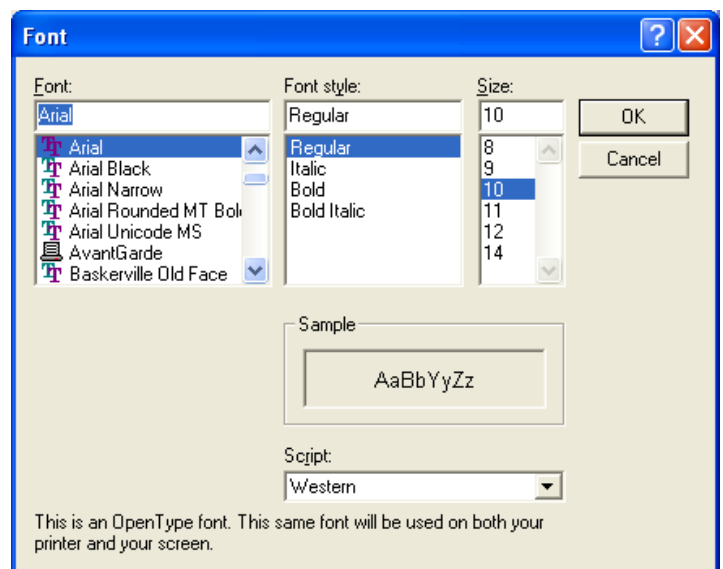 Font
Font:
Font style:
Size:
Arial
Regular
10
OK
Cancel
Arial
Arial Black
Arial Narrow
Arial Rounded MT Bol
Arial Unicode MS
AvantGarde
Baskerville Old Face
Regular
Italic
Bold
Bold Italic
8
9
10
11
12
14
Sample
AaBbYyZz
Script:
Western
This is an OpenType font. This same font will be used on both your
printer and your screen.